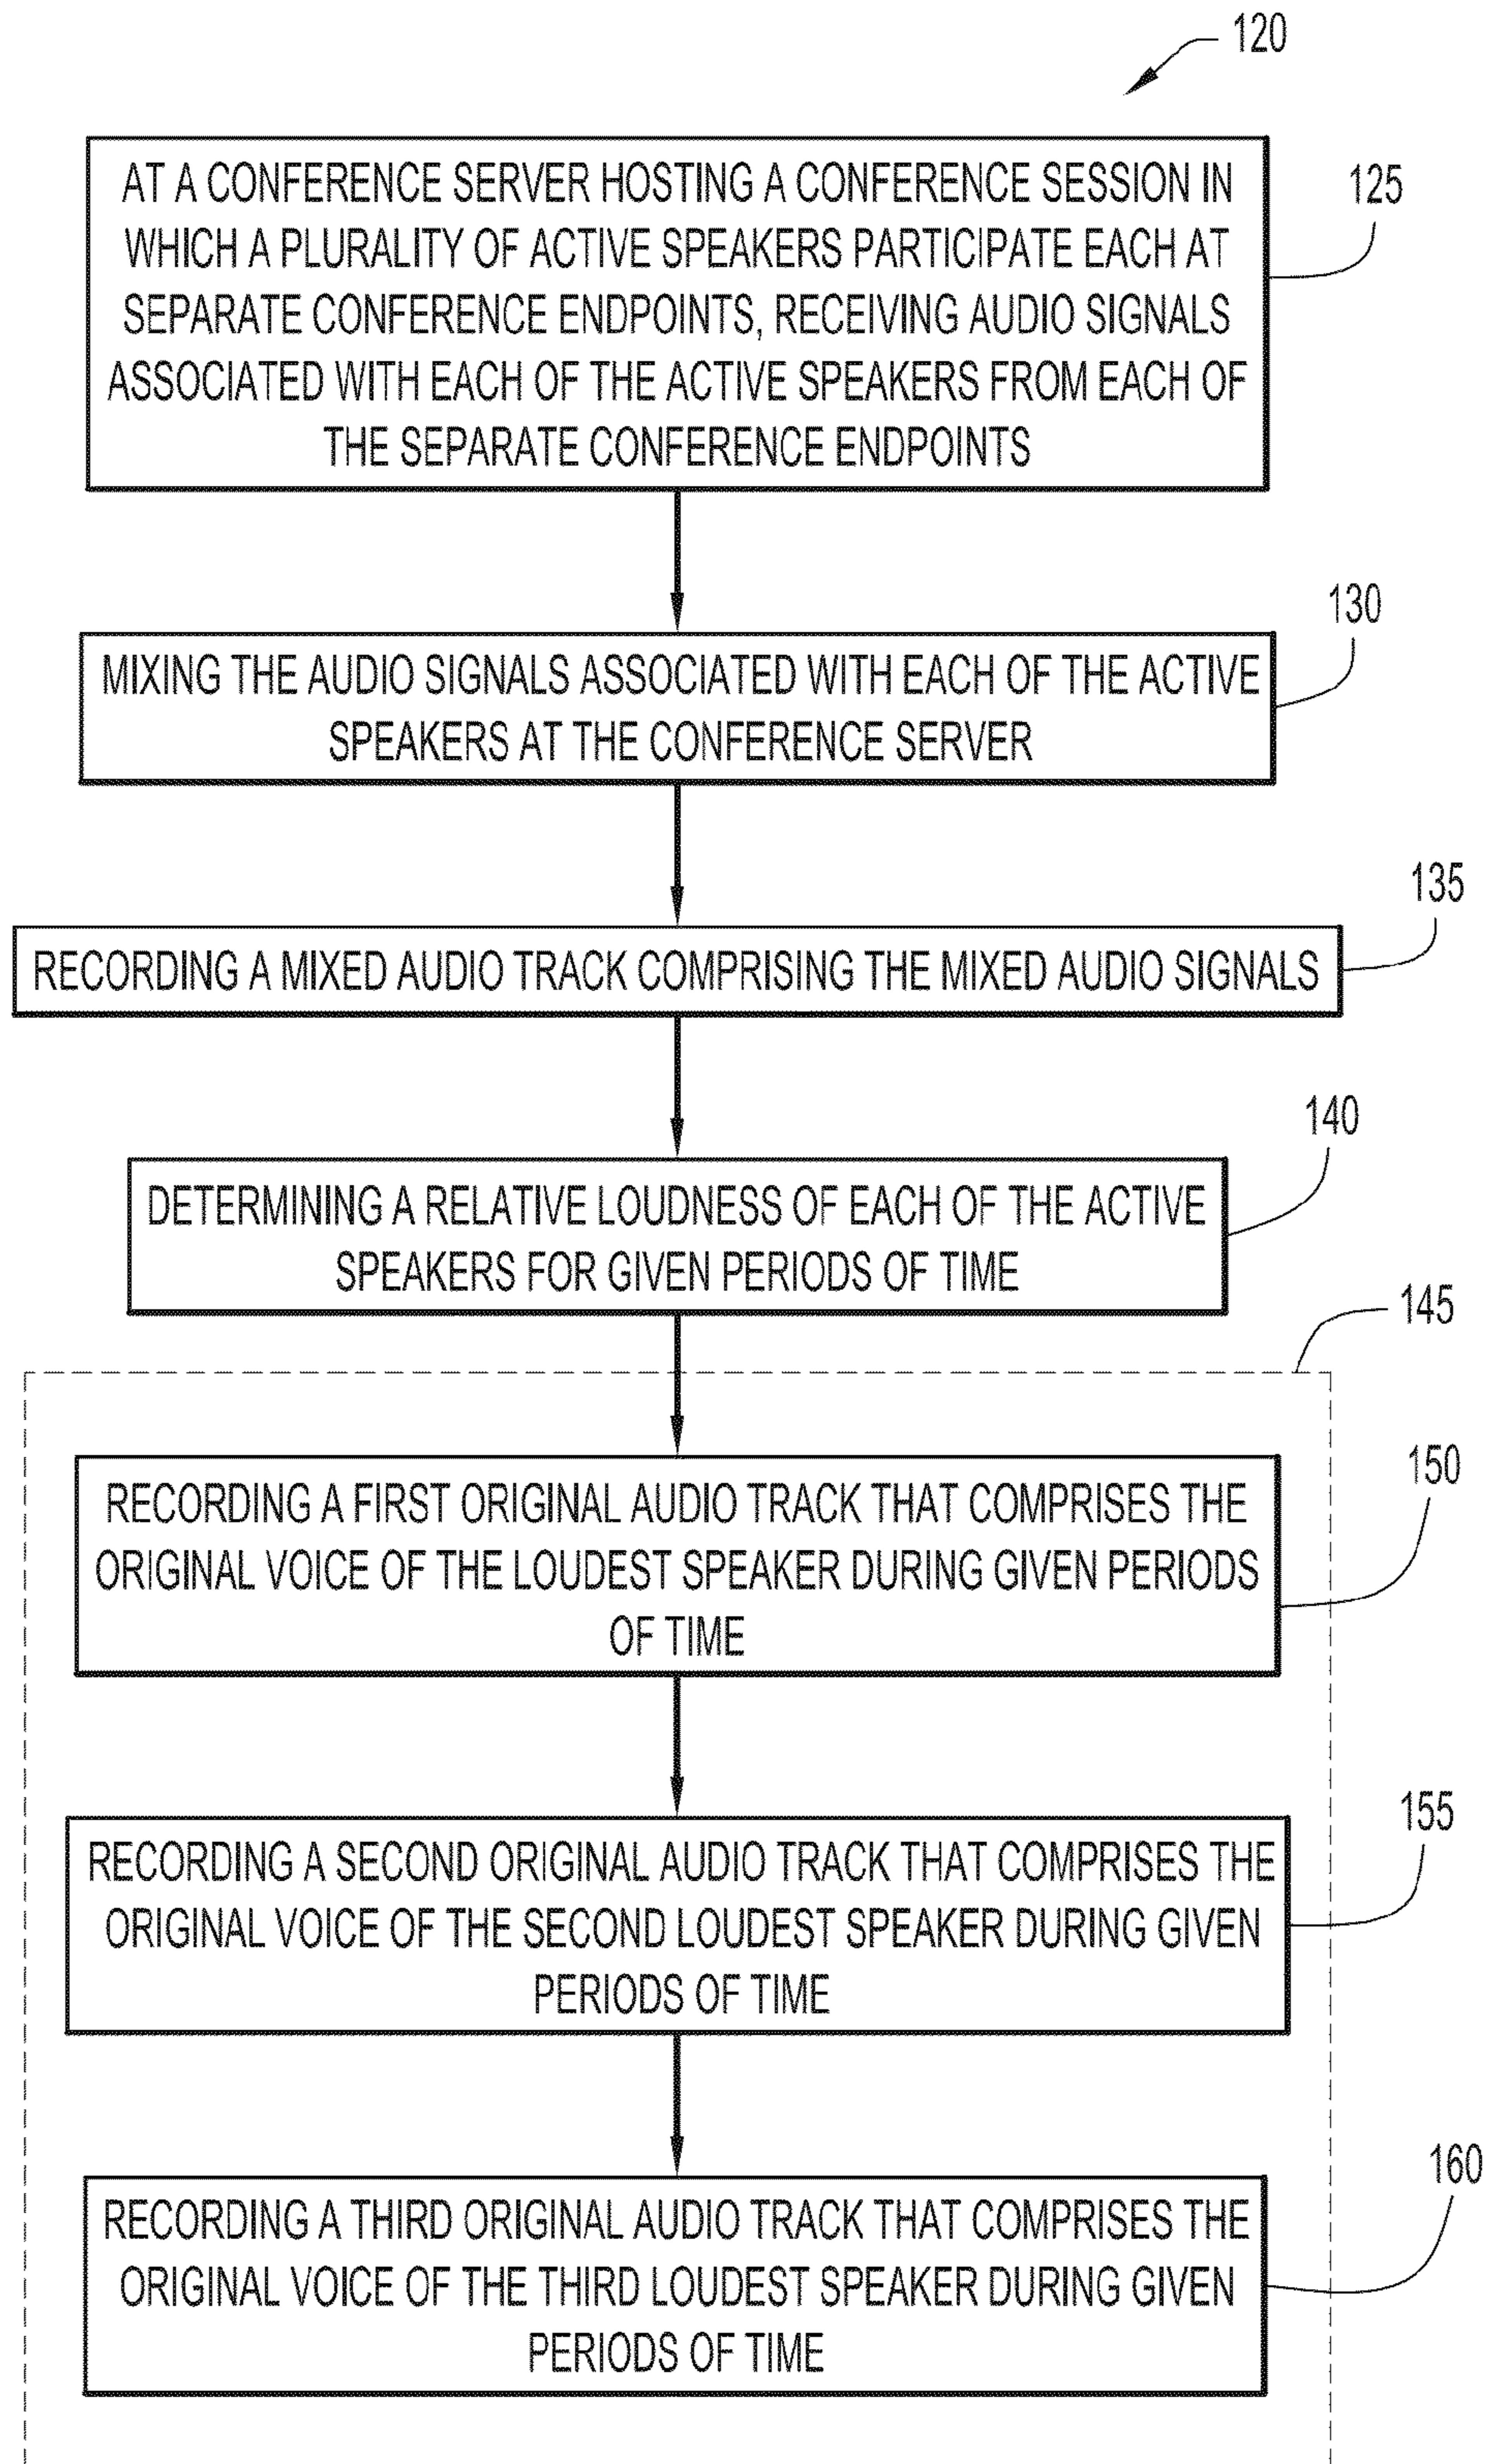 120
AT A CONFERENCE SERVER HOSTING A CONFERENCE SESSION IN
WHICH A PLURALITY OF ACTIVE SPEAKERS PARTICIPATE EACH AT
SEPARATE CONFERENCE ENDPOINTS, RECEIVING AUDIO SIGNALS
ASSOCIATED WITH EACH OF THE ACTIVE SPEAKERS FROM EACH OF
THE SEPARATE CONFERENCE ENDPOINTS
125
MIXING THE AUDIO SIGNALS ASSOCIATED WITH EACH OF THE ACTIVE
SPEAKERS AT THE CONFERENCE SERVER
130
RECORDING A MIXED AUDIO TRACK COMPRISING THE MIXED AUDIO SIGNALS
135
DETERMINING A RELATIVE LOUDNESS OF EACH OF THE ACTIVE
SPEAKERS FOR GIVEN PERIODS OF TIME
140
145
RECORDING A FIRST ORIGINAL AUDIO TRACK THAT COMPRISES THE
ORIGINAL VOICE OF THE LOUDEST SPEAKER DURING GIVEN PERIODS
OF TIME
150
RECORDING A SECOND ORIGINAL AUDIO TRACK THAT COMPRISES THE
ORIGINAL VOICE OF THE SECOND LOUDEST SPEAKER DURING GIVEN
PERIODS OF TIME
155
RECORDING A THIRD ORIGINAL AUDIO TRACK THAT COMPRISES THE
ORIGINAL VOICE OF THE THIRD LOUDEST SPEAKER DURING GIVEN
PERIODS OF TIME
160